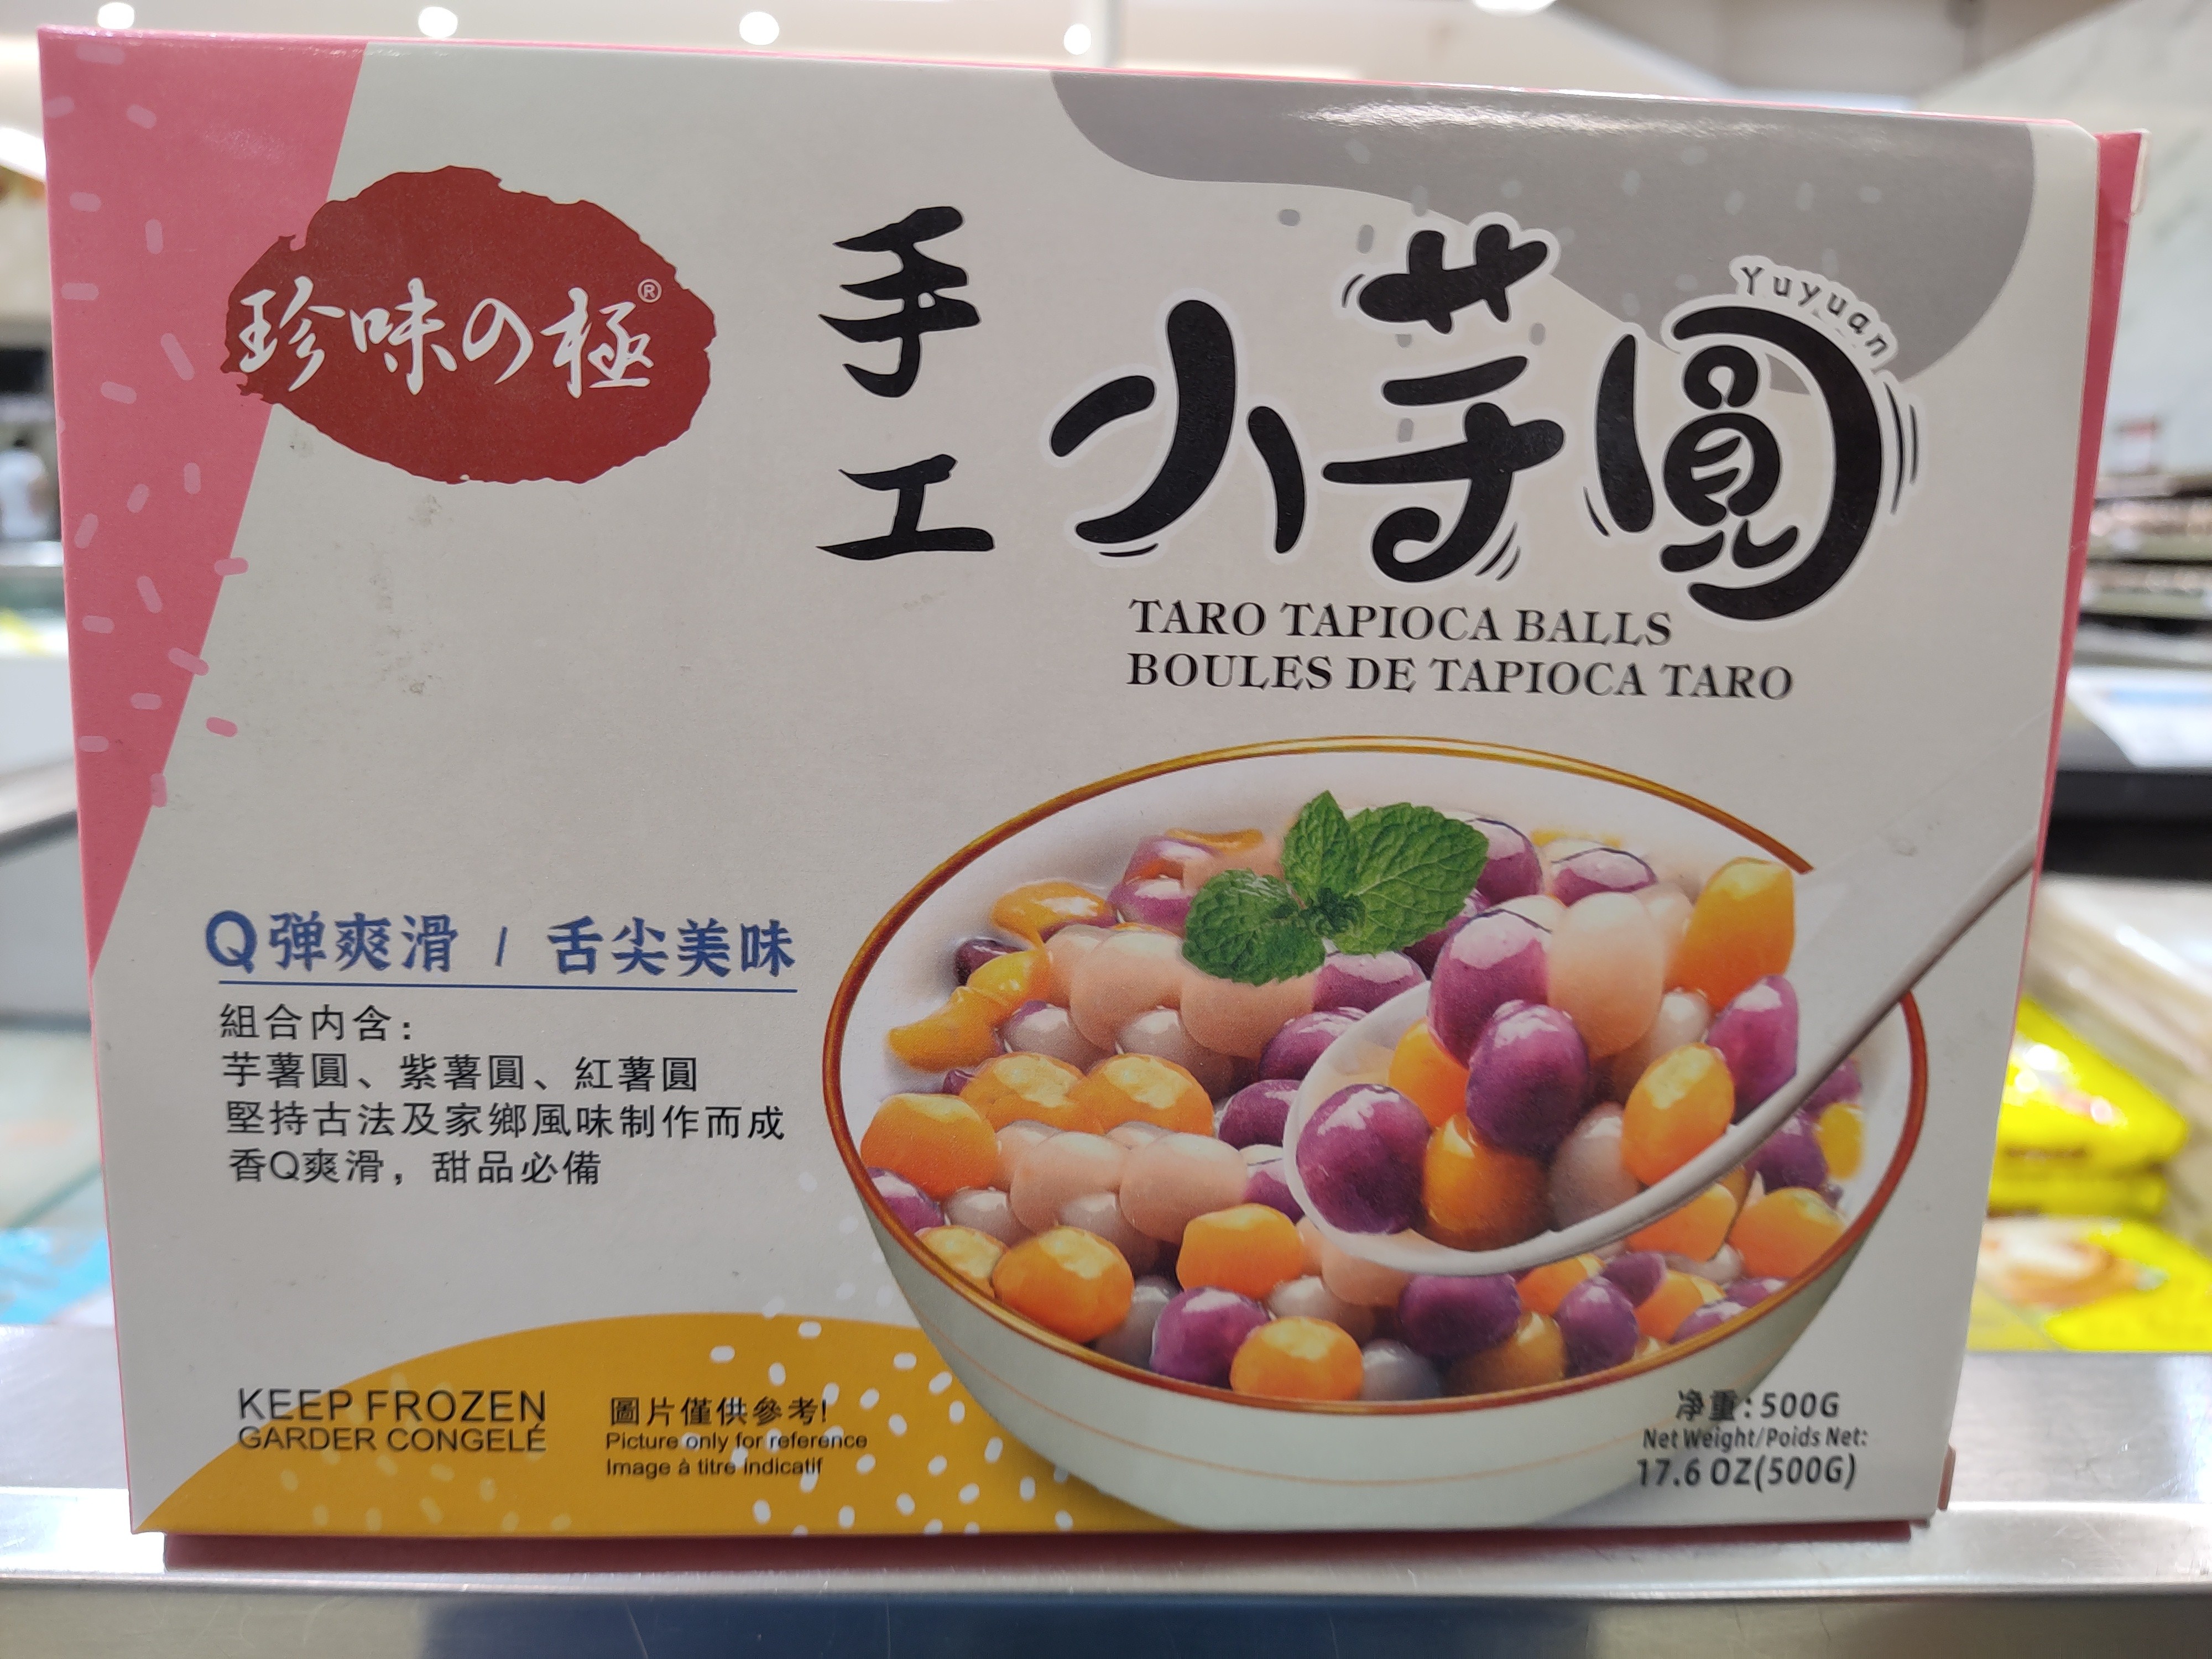 珍味の極®
手工
小芋圓
Yuyuan
TARO TAPIOCA BALLS
BOULES DE TAPIOCA TARO
Q弹爽滑 / 舌尖美味
組合内含:
芋薯圓、紫薯圓、紅薯圓
堅持古法及家鄉風味制作而成
香Q爽滑，甜品必備
KEEP FROZEN
GARDER CONGELÉ
圖片僅供參考!
Picture only for reference
Image à titre indicatif
净重: 500G
Net Weight/Poids Net:
17.6 OZ(500G)